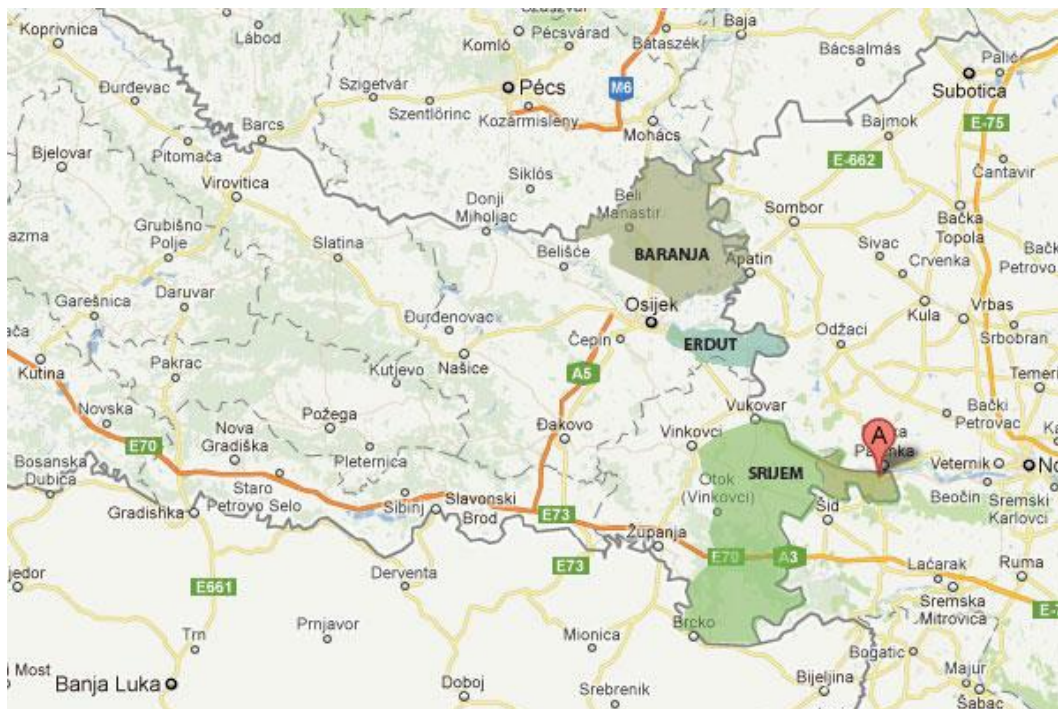 Koprivnica
Lábod
Komló
Pécsvárad
Bátaszék
Baja
Bácsalmás
Palić
Subotica
Đurđevac
Szigetvár
Szentlőrinc
Pécs
Kozármisleny
M6
Mohács
Bajmok
E-75
E-662
Čantavir
Barcs
Pitomača
Bjelovar
Virovitica
Siklós
Donji
Miholjac
Beli
Manastir
Sombor
Bačka
Topola
Grubišno
Polje
Slatina
Belišće
BARANJA
Apatin
Sivac
Crvenka
Petrovo
Garešnica
Daruvar
Đurđenovac
Osijek
Kula
Vrbas
Srbobran
Kutina
Pakrac
Kutjevo
Našice
Čepin
ERDUT
Odžaci
A5
Temeri
Novska
Požega
Vukovar
Bački
Petrovac
E70
Nova
Gradiška
Pleternica
Đakovo
Vinkovci
A
SRIJEM
Veternik
Bosanska
Dubica
Staro
Petrovo Selo
Sibinj
Slavonski
Brod
Otok
(Vinkovci)
Šid
Beočin
Sremski
Karlovci
Gradishka
E73
Županja
E661
Derventa
E73
E70
A3
Laćarak
Ruma
Sremska
Mitrovica
Prnjavor
Trn
Mionica
Brcko
Bogatic
Most
Banja Luka
Doboj
Srebrenik
Bijeljina
Majur
Šabac